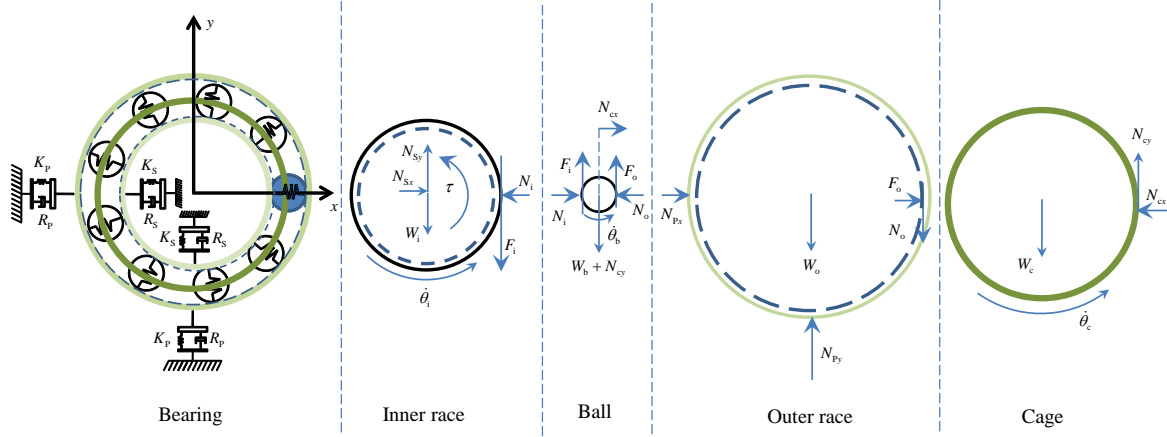 y
x
K_P
R_P
K_S
R_S
K_S
R_S
K_P
R_P
Bearing
N_Sy
N_Sx
τ
W_i
N_i
F_i
θ̇_i
Inner race
N_cx
F_i
F_o
N_i
N_o
θ̇_b
W_b + N_cy
Ball
N_Px
F_o
N_o
W_o
N_Py
Outer race
N_cy
N_cx
W_c
θ̇_c
Cage